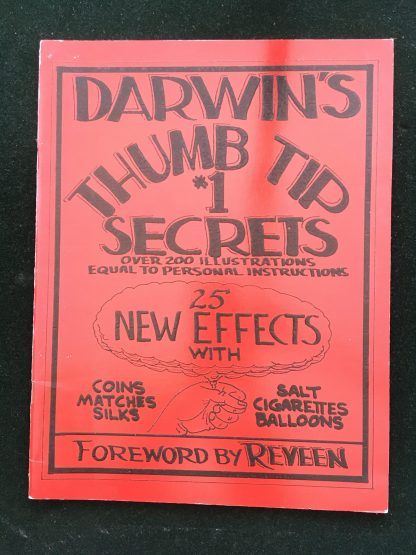 DARWIN'S
THUMB TIP
#1
SECRETS
OVER 200 ILLUSTRATIONS
EQUAL TO PERSONAL INSTRUCTIONS
25
NEW EFFECTS
WITH
COINS
MATCHES
SILKS
SALT
CIGARETTES
BALLOONS
FOREWORD BY REVEEN